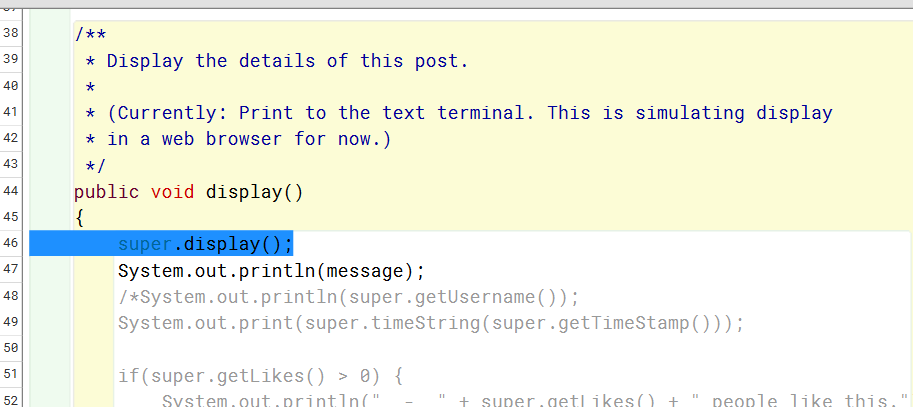 38 /**
39 * Display the details of this post.
40 *
41 * (Currently: Print to the text terminal. This is simulating display
42 * in a web browser for now.)
43 */
44 public void display()
45 {
46 super.display();
47 System.out.println(message);
48 /*System.out.println(super.getUsername());
49 System.out.print(super.timeString(super.getTimeStamp()));
50
51 if(super.getLikes() > 0) {
52 System.out.println("  -  " + super.getLikes() + " people like this."